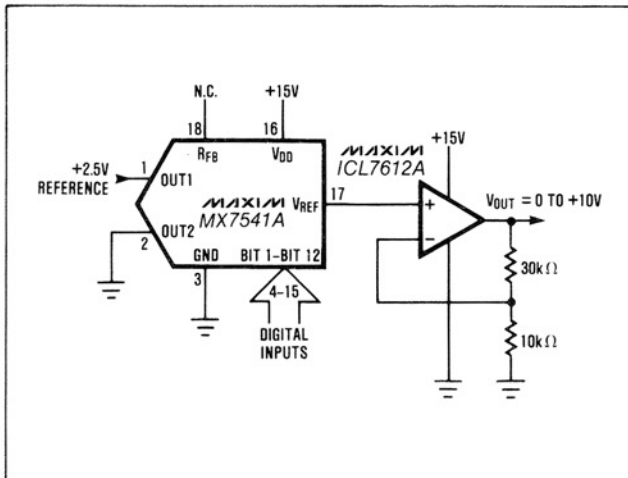 N.C.
+15V
18
16
RFB
VDD
+2.5V
REFERENCE
1
OUT1
MAXIM
MX7541A
VREF
17
MAXIM
ICL7612A
+15V
+
−
VOUT = 0 TO +10V
OUT2
2
GND
BIT 1–BIT 12
3
4–15
DIGITAL
INPUTS
30kΩ
10kΩ